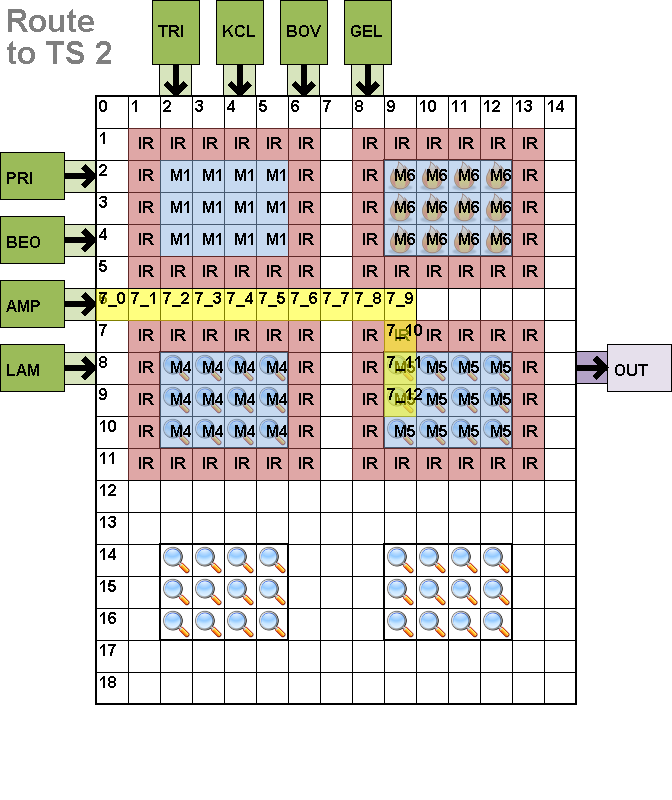 Route
to TS 2
TRI KCL BOV GEL
0 1 2 3 4 5 6 7 8 9 10 11 12 13 14
1 IR IR IR IR IR IR IR IR IR IR IR IR
PRI 2 IR M1 M1 M1 M1 IR IR M6 M6 M6 M6 IR
3 IR M1 M1 M1 M1 IR IR M6 M6 M6 M6 IR
BEO 4 IR M1 M1 M1 M1 IR IR M6 M6 M6 M6 IR
5 IR IR IR IR IR IR IR IR IR IR IR IR
AMP 7_0 7_1 7_2 7_3 7_4 7_5 7_6 7_7 7_8 7_9
7 IR IR IR IR IR IR IR 7_10 IR IR IR IR
LAM 8 IR M4 M4 M4 M4 IR IR 7_11 M5 M5 M5 IR OUT
9 IR M4 M4 M4 M4 IR IR 7_12 M5 M5 M5 IR
10 IR M4 M4 M4 M4 IR IR M5 M5 M5 M5 IR
11 IR IR IR IR IR IR IR IR IR IR IR IR
12
13
14
15
16
17
18